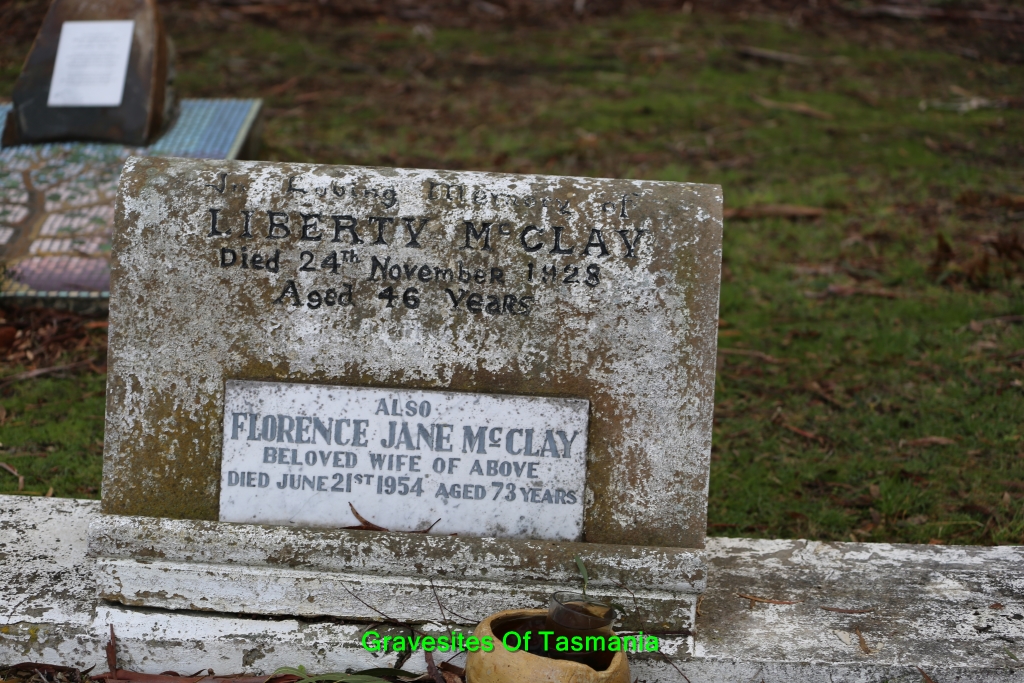 In Loving Memory of
LIBERTY McCLAY
Died 24th November 1928
Aged 46 Years
ALSO
FLORENCE JANE McCLAY
BELOVED WIFE OF ABOVE
DIED JUNE 21ST 1954 AGED 73 YEARS
Gravesites Of Tasmania